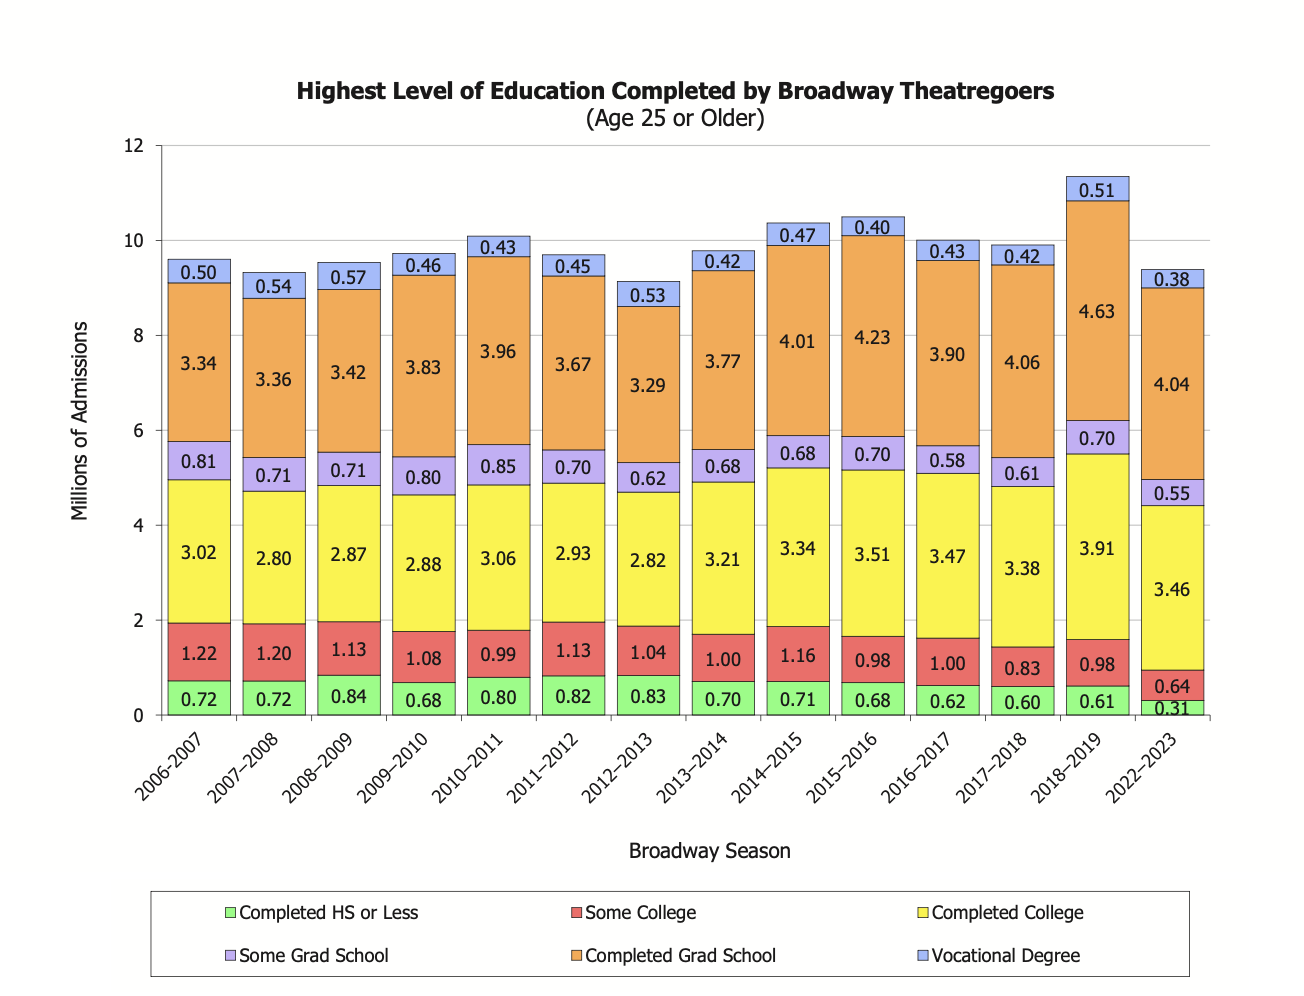 Highest Level of Education Completed by Broadway Theatregoers
(Age 25 or Older)
Millions of Admissions
12
10
8
6
4
2
0
0.50 0.54 0.57 0.46 0.43 0.45 0.53 0.42 0.47 0.40 0.43 0.42 0.51 0.38
3.34 3.36 3.42 3.83 3.96 3.67 3.29 3.77 4.01 4.23 3.90 4.06 4.63 4.04
0.81 0.71 0.71 0.80 0.85 0.70 0.62 0.68 0.68 0.70 0.58 0.61 0.70 0.55
3.02 2.80 2.87 2.88 3.06 2.93 2.82 3.21 3.34 3.51 3.47 3.38 3.91 3.46
1.22 1.20 1.13 1.08 0.99 1.13 1.04 1.00 1.16 0.98 1.00 0.83 0.98 0.64
0.72 0.72 0.84 0.68 0.80 0.82 0.83 0.70 0.71 0.68 0.62 0.60 0.61 0.31
2006–2007 2007–2008 2008–2009 2009–2010 2010–2011 2011–2012 2012–2013 2013–2014 2014–2015 2015–2016 2016–2017 2017–2018 2018–2019 2022–2023
Broadway Season
Completed HS or Less Some College Completed College
Some Grad School Completed Grad School Vocational Degree